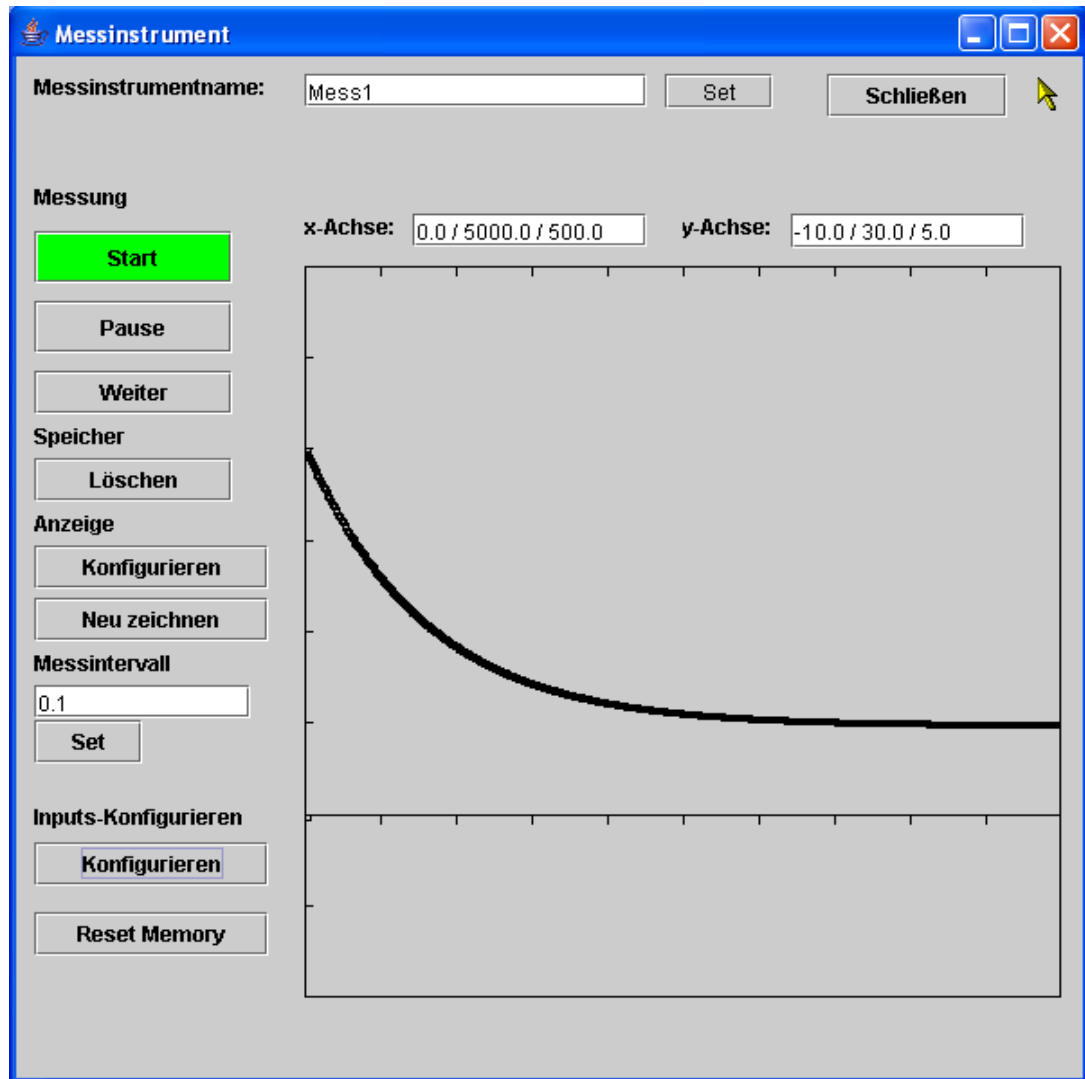 Messinstrument
Messinstrumentname: Mess1 Set Schließen
Messung
x-Achse: 0.0 / 5000.0 / 500.0 y-Achse: -10.0 / 30.0 / 5.0
Start
Pause
Weiter
Speicher
Löschen
Anzeige
Konfigurieren
Neu zeichnen
Messintervall
0.1
Set
Inputs-Konfigurieren
Konfigurieren
Reset Memory